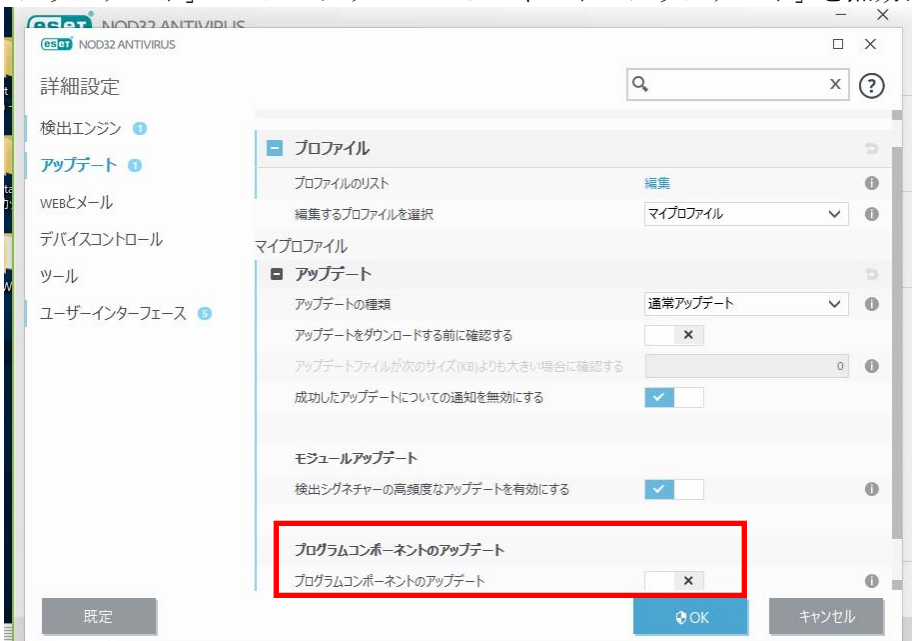 eset NOD32 ANTIVIRUS
eset NOD32 ANTIVIRUS
詳細設定
x
?
検出エンジン 1
プロファイル
アップデート 1
プロファイルのリスト 編集
WEBとメール
編集するプロファイルを選択 マイプロファイル
デバイスコントロール
マイプロファイル
ツール
アップデート
ユーザーインターフェース 5
アップデートの種類 通常アップデート
アップデートをダウンロードする前に確認する
アップデートファイルが次のサイズ(KB)よりも大きい場合に確認する 0
成功したアップデートについての通知を無効にする
モジュールアップデート
検出シグネチャーの高頻度なアップデートを有効にする
プログラムコンポーネントのアップデート
プログラムコンポーネントのアップデート
既定 OK キャンセル